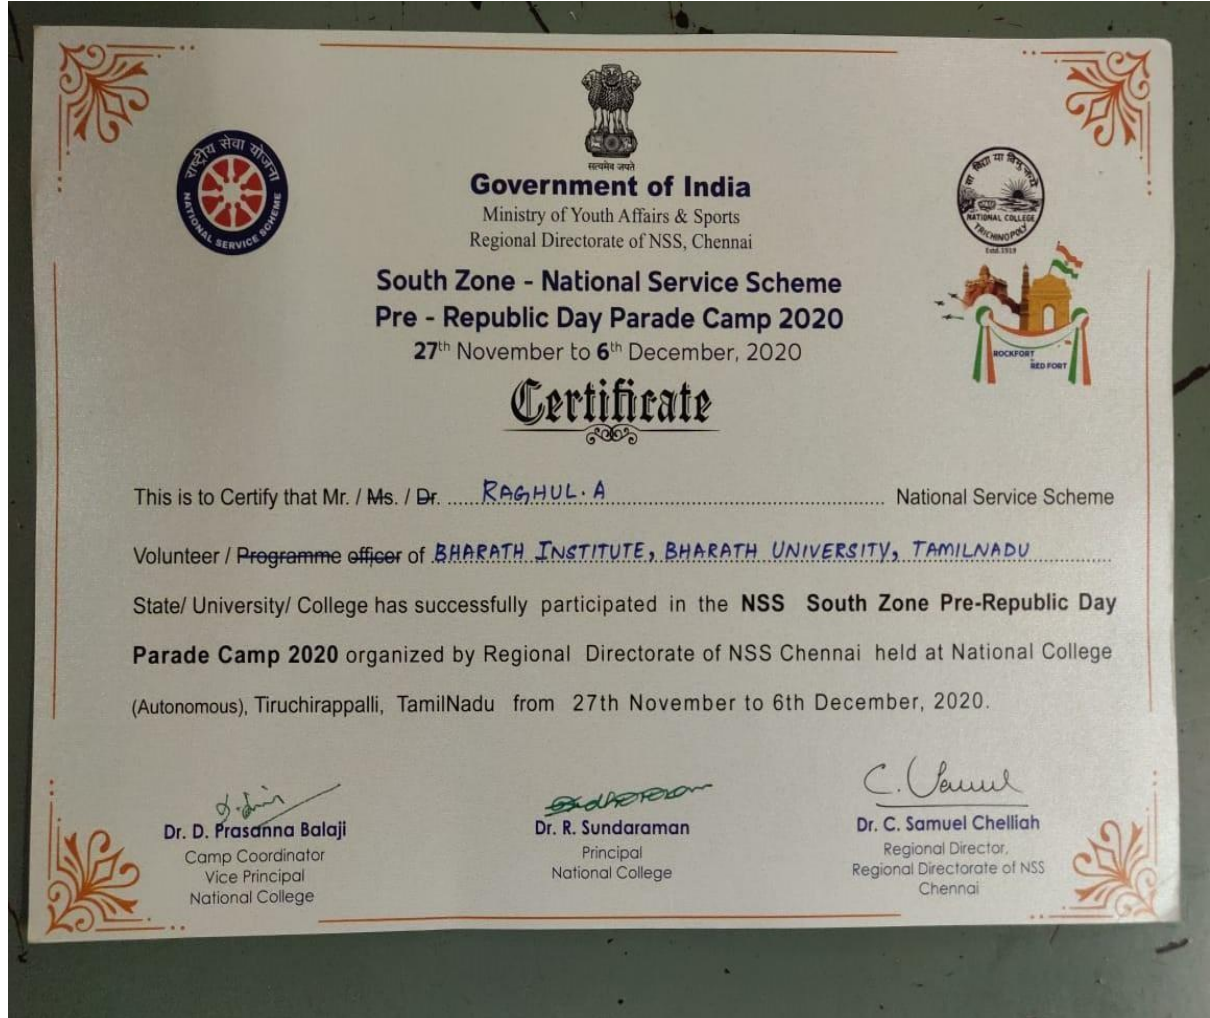 राष्ट्रीय सेवा योजना
NATIONAL SERVICE SCHEME
सत्यमेव जयते
वा विद्या या विमुक्तये
NATIONAL COLLEGE
TRICHINOPOLY
Estd.1919
Government of India
Ministry of Youth Affairs & Sports
Regional Directorate of NSS, Chennai
South Zone - National Service Scheme
Pre - Republic Day Parade Camp 2020
27th November to 6th December, 2020
ROCKFORT
RED FORT
Certificate
This is to Certify that Mr. / Ms. / Dr. RAGHUL. A National Service Scheme
Volunteer / Programme officer of BHARATH INSTITUTE, BHARATH UNIVERSITY, TAMILNADU
State/ University/ College has successfully participated in the NSS South Zone Pre-Republic Day
Parade Camp 2020 organized by Regional Directorate of NSS Chennai held at National College
(Autonomous), Tiruchirappalli, TamilNadu from 27th November to 6th December, 2020.
Dr. D. Prasanna Balaji
Camp Coordinator
Vice Principal
National College
Dr. R. Sundaraman
Principal
National College
C. Samuel
Dr. C. Samuel Chelliah
Regional Director,
Regional Directorate of NSS
Chennai